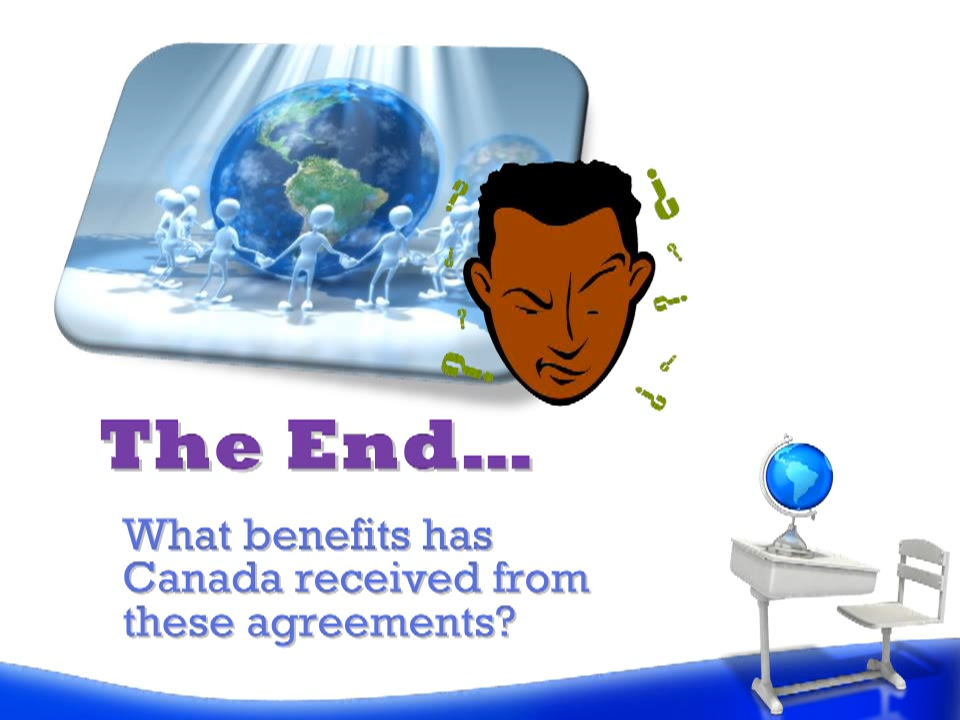 The End...
What benefits has
Canada received from
these agreements?